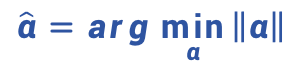 â = arg min ‖a‖
a